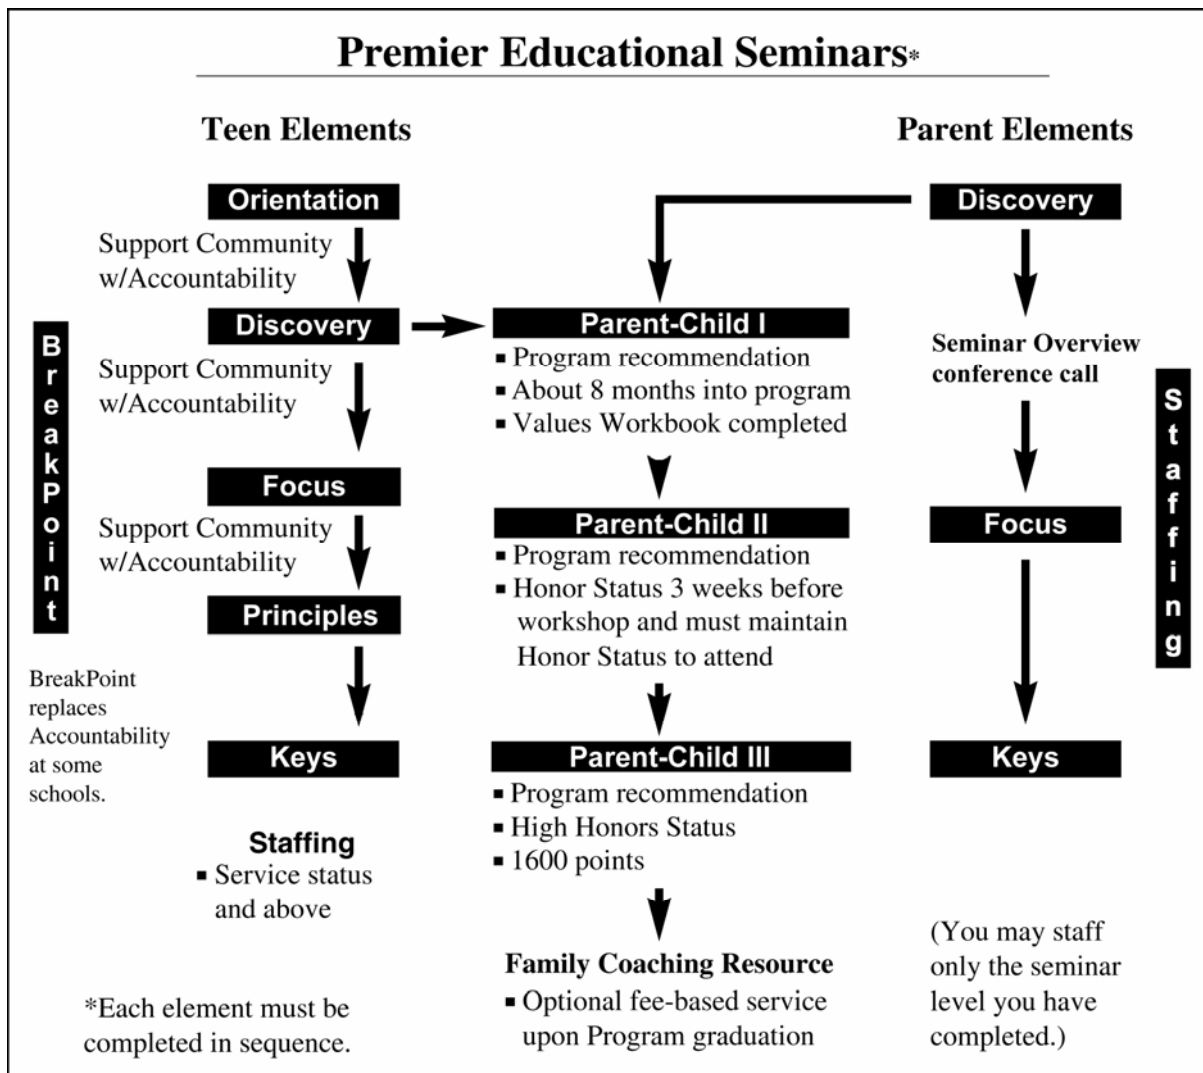 Premier Educational Seminars*
Teen Elements
Orientation
Support Community
w/Accountability
Discovery
Support Community
w/Accountability
Focus
Support Community
w/Accountability
Principles
Keys
Staffing
▪ Service status
and above
BreakPoint
BreakPoint
replaces
Accountability
at some
schools.
*Each element must be
completed in sequence.
Parent-Child I
▪ Program recommendation
▪ About 8 months into program
▪ Values Workbook completed
Parent-Child II
▪ Program recommendation
▪ Honor Status 3 weeks before
workshop and must maintain
Honor Status to attend
Parent-Child III
▪ Program recommendation
▪ High Honors Status
▪ 1600 points
Family Coaching Resource
▪ Optional fee-based service
upon Program graduation
Parent Elements
Discovery
Seminar Overview
conference call
Focus
Keys
Staffing
(You may staff
only the seminar
level you have
completed.)